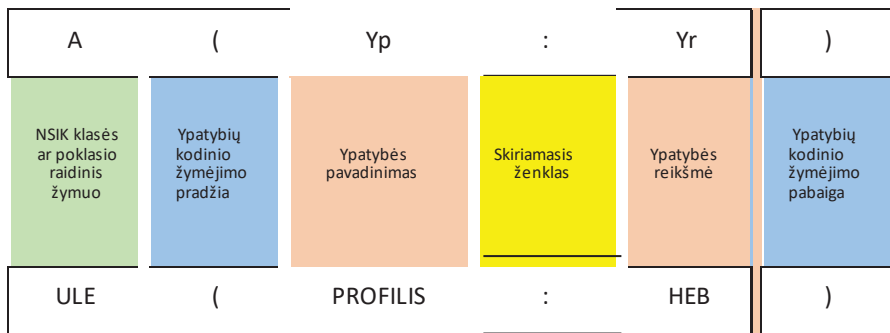 A ( Yp : Yr )
NSIK klasės
ar poklasio
raidinis
žymuo
Ypatybių
kodinio
žymėjimo
pradžia
Ypatybės
pavadinimas
Skiriamasis
ženklas
Ypatybės
reikšmė
Ypatybių
kodinio
žymėjimo
pabaiga
ULE ( PROFILIS : HEB )